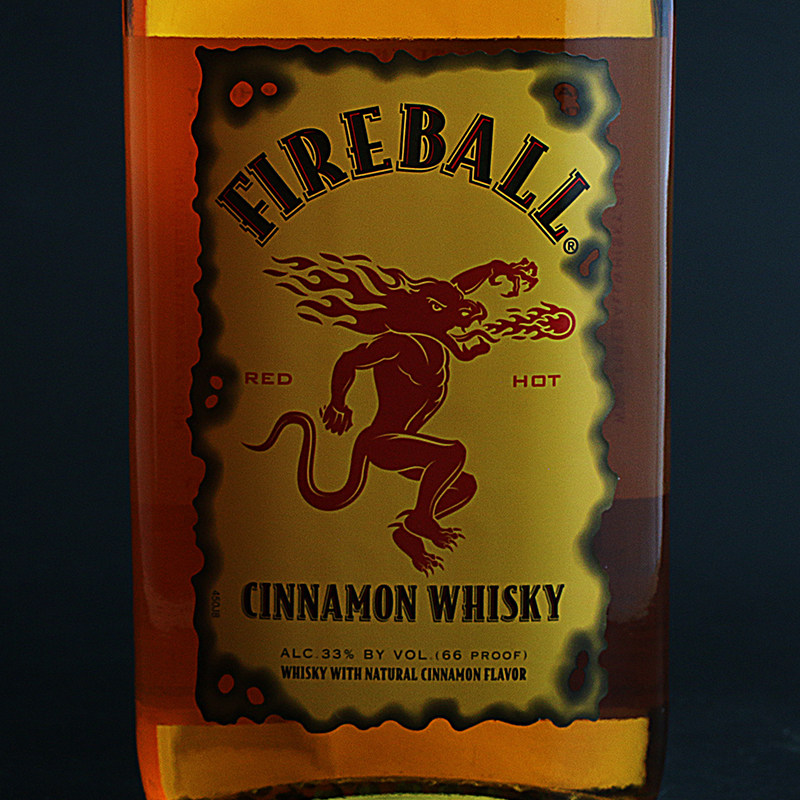 FIREBALL®
RED HOT
CINNAMON WHISKY
ALC. 33% BY VOL. (66 PROOF)
WHISKY WITH NATURAL CINNAMON FLAVOR